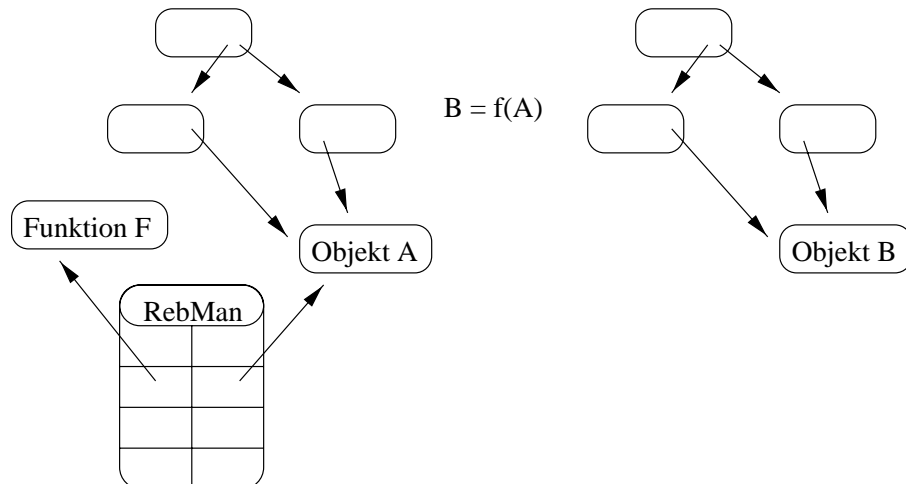 B = f(A)
Funktion F
Objekt A
Objekt B
RebMan